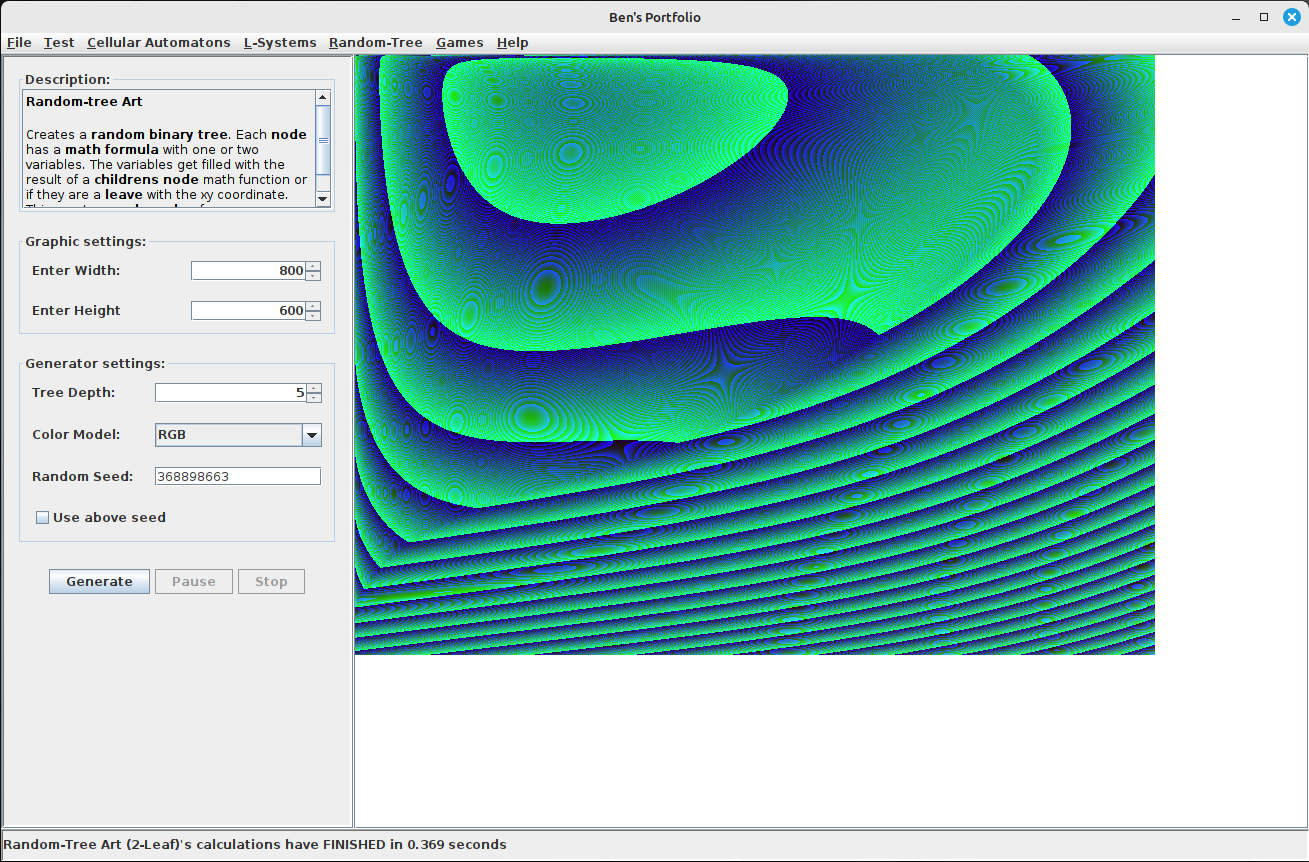 Ben's Portfolio
File Test Cellular Automatons L-Systems Random-Tree Games Help
Description:
Random-tree Art
Creates a random binary tree. Each node
has a math formula with one or two
variables. The variables get filled with the
result of a childrens node math function or
if they are a leave with the xy coordinate.
Graphic settings:
Enter Width: 800
Enter Height 600
Generator settings:
Tree Depth: 5
Color Model: RGB
Random Seed: 368898663
Use above seed
Generate Pause Stop
Random-Tree Art (2-Leaf)'s calculations have FINISHED in 0.369 seconds